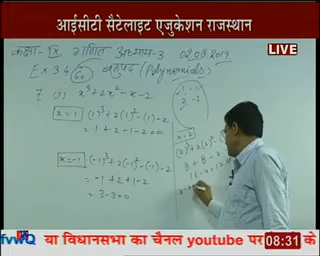 आईसीटी सैटेलाइट एजुकेशन राजस्थान
LIVE
कक्षा-IX गणित अध्याय-3 02.08.2019
Ex 3.4 बहुपद (Polynomials)
x³+2x²-x-2
x=1 (1)³+2(1)²-(1)-2
= 1+2-1-2=0
x=-1 (-1)³+2(-1)²-(-1)-2
= -1+2+1-2
= 3-3=0
x=2
8+8-2
या विधानसभा का चैनल youtube पर
08:31